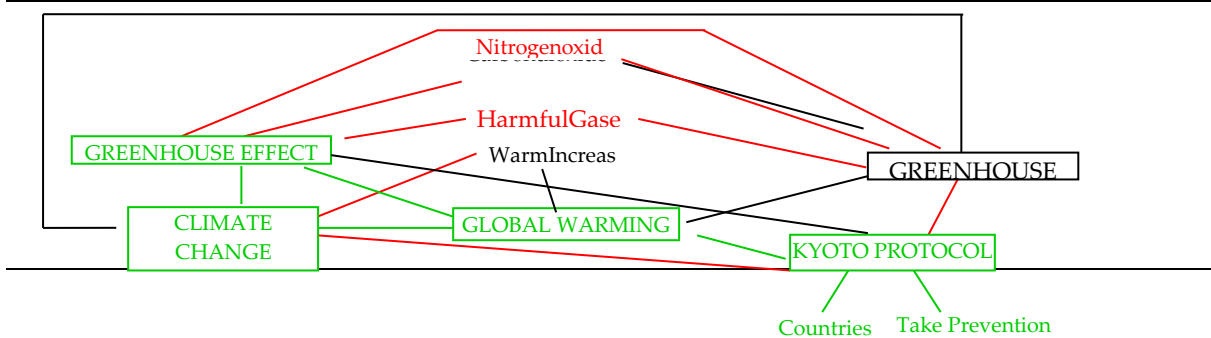 Nitrogenoxid
HarmfulGase
GREENHOUSE EFFECT
WarmIncreas
GREENHOUSE
CLIMATE
CHANGE
GLOBAL WARMING
KYOTO PROTOCOL
Countries
Take Prevention